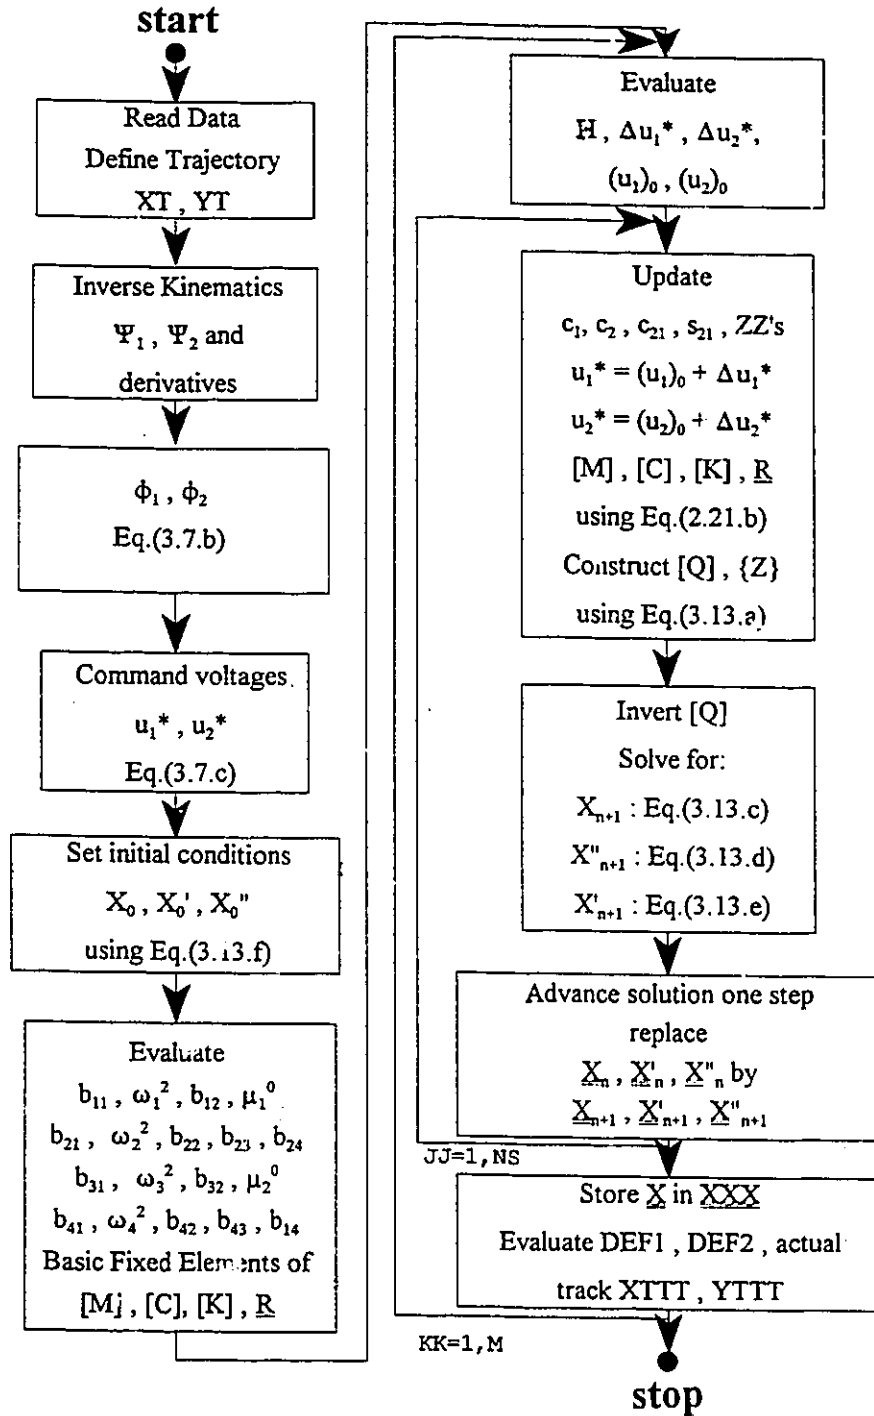 start
Read Data
Define Trajectory
XT , YT
Inverse Kinematics
Ψ₁ , Ψ₂ and
derivatives
ϕ₁ , ϕ₂
Eq.(3.7.b)
Command voltages
u₁* , u₂*
Eq.(3.7.c)
Set initial conditions
X₀ , X₀' , X₀"
using Eq.(3.13.f)
Evaluate
b₁₁ , ω₁² , b₁₂ , μ₁⁰
b₂₁ , ω₂² , b₂₂ , b₂₃ , b₂₄
b₃₁ , ω₃² , b₃₂ , μ₂⁰
b₄₁ , ω₄² , b₄₂ , b₄₃ , b₁₄
Basic Fixed Elements of
[M] , [C], [K] , R
Evaluate
H , Δu₁* , Δu₂*,
(u₁)₀ , (u₂)₀
Update
c₁, c₂ , c₂₁ , s₂₁ , ZZ's
u₁* = (u₁)₀ + Δu₁*
u₂* = (u₂)₀ + Δu₂*
[M] , [C] , [K] , R
using Eq.(2.21.b)
Construct [Q] , {Z}
using Eq.(3.13.a)
Invert [Q]
Solve for:
Xₙ₊₁ : Eq.(3.13.c)
X"ₙ₊₁ : Eq.(3.13.d)
X'ₙ₊₁ : Eq.(3.13.e)
Advance solution one step
replace
Xₙ , X'ₙ , X"ₙ by
Xₙ₊₁ , X'ₙ₊₁ , X"ₙ₊₁
JJ=1,NS
Store X in XXX
Evaluate DEF1 , DEF2 , actual
track XTTT , YTTT
KK=1,M
stop